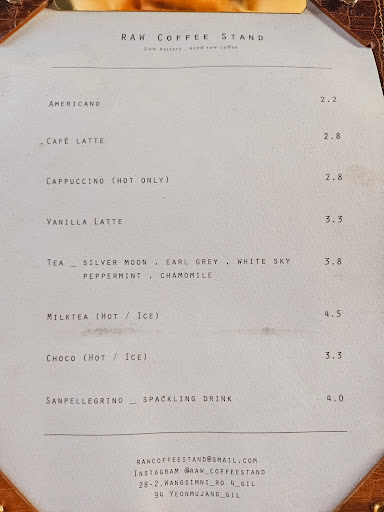 RAW COFFEE STAND
Low battery , need raw coffee
AMERICANO 2.2
CAFÉ LATTE 2.8
CAPPUCCINO (HOT ONLY) 2.8
VANILLA LATTE 3.3
TEA _ SILVER MOON , EARL GREY , WHITE SKY 3.8
PEPPERMINT , CHAMOMILE
MILKTEA (HOT / ICE) 4.5
CHOCO (HOT / ICE) 3.3
SANPELLEGRINO _ SPACKLING DRINK 4.0
RAWCOFFEESTAND@GMAIL.COM
INSTAGRAM @RAW_COFFEESTAND
28-2,WANGSIMNI_RO 4_GIL
94 YEONMUJANG_GIL